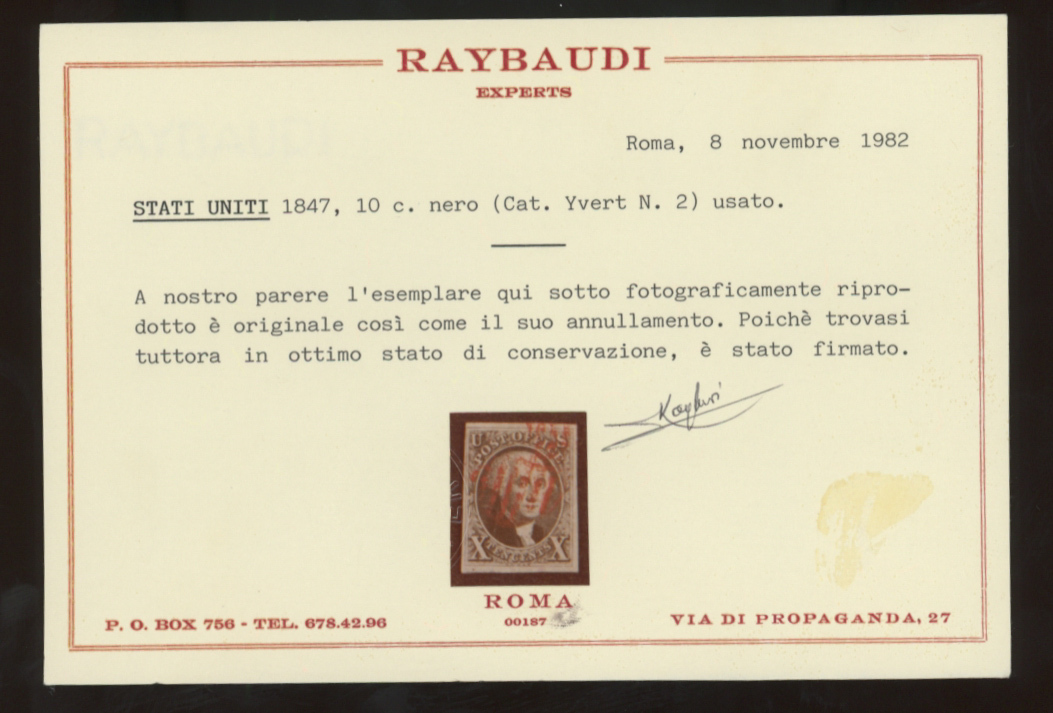 RAYBAUDI
EXPERTS
Roma, 8 novembre 1982
STATI UNITI 1847, 10 c. nero (Cat. Yvert N. 2) usato.
A nostro parere l'esemplare qui sotto fotograficamente ripro-
dotto è originale così come il suo annullamento. Poichè trovasi
tuttora in ottimo stato di conservazione, è stato firmato.
U S
POST OFFICE
X TEN CENTS X
ROMA
00187
P. O. BOX 756 - TEL. 678.42.96
VIA DI PROPAGANDA, 27